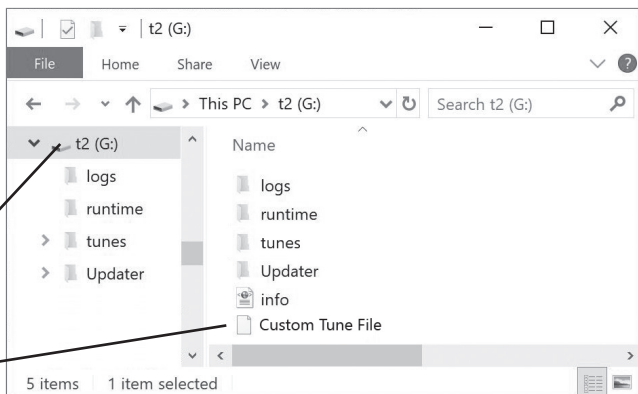 t2 (G:)
File Home Share View
This PC > t2 (G:) Search t2 (G:)
t2 (G:)
logs
runtime
tunes
Updater
Name
logs
runtime
tunes
Updater
info
Custom Tune File
5 items 1 item selected